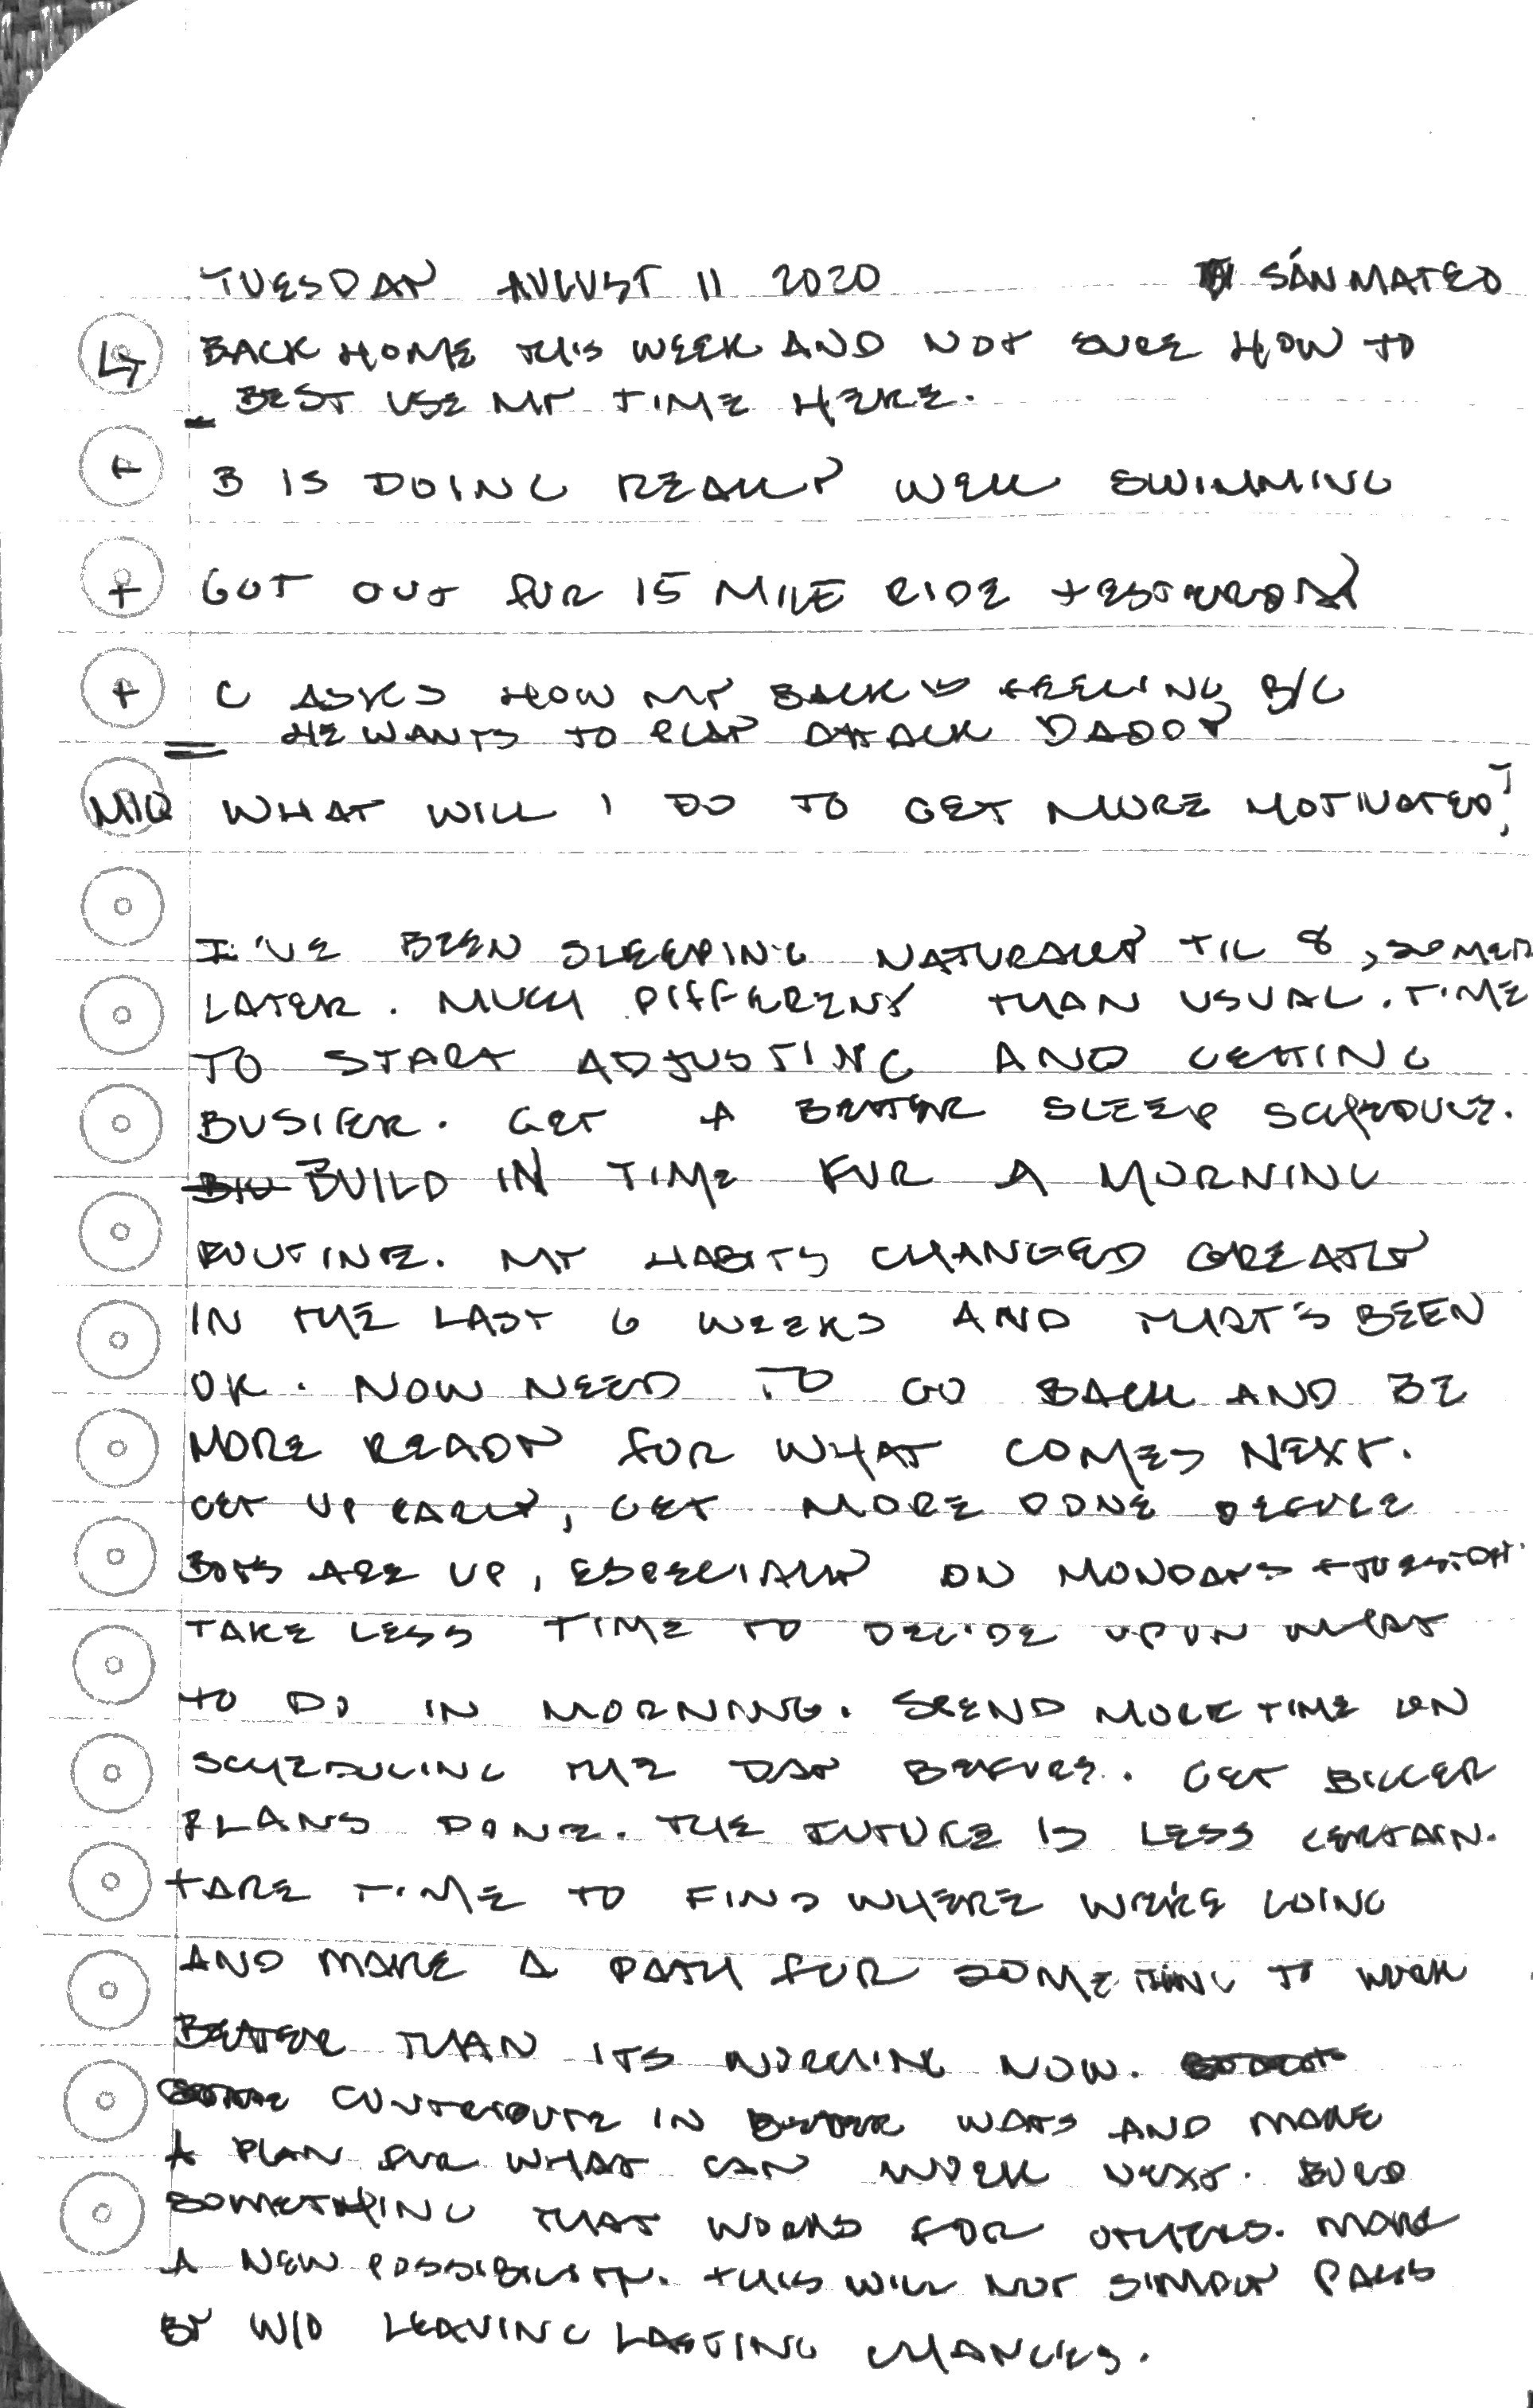 TUESDAY AUGUST 11 2020 SAN MATEO
LT BACK HOME THIS WEEK AND NOT SURE HOW TO
- BEST USE MY TIME HERE.
+ B IS DOING REALLY WELL SWIMMING
+ GOT OUT FOR 15 MILE RIDE YESTERDAY
+ C ASKS HOW MY BACK IS FEELING B/C
= HE WANTS TO PLAY ATTACK DADDY
MIQ WHAT WILL I DO TO GET MORE MOTIVATED?
I'VE BEEN SLEEPING NATURALLY TIL 8,
LATER. MUCH DIFFERENT THAN USUAL. TIME
TO START ADJUSTING AND GETTING
BUSIER. GET A BETTER SLEEP SCHEDULE.
BUILD IN TIME FOR A MORNING
ROUTINE. MY HABITS CHANGED GREATLY
IN THE LAST 6 WEEKS AND THAT'S BEEN
OK. NOW NEED TO GO BACK AND BE
MORE READY FOR WHAT COMES NEXT.
GET UP EARLY, GET MORE DONE BEFORE
BOYS ARE UP, ESPECIALLY ON MONDAYS + TUESDAY.
TAKE LESS TIME TO DECIDE UPON WHAT
TO DO IN MORNING. SPEND MORE TIME ON
SCHEDULING THE DAY BEFORE. GET BIGGER
PLANS DONE. THE FUTURE IS LESS CERTAIN.
TAKE TIME TO FIND WHERE WE'RE GOING
AND MAKE A PATH FOR SOMETHING TO WORK
BETTER THAN ITS WORKING NOW.
CONTRIBUTE IN BETTER WAYS AND MAKE
A PLAN FOR WHAT CAN WORK NEXT. BUILD
SOMETHING THAT WORKS FOR OTHERS. MAKE
A NEW POSSIBILITY. THIS WILL NOT SIMPLY PASS
BY W/O LEAVING LASTING CHANGES.